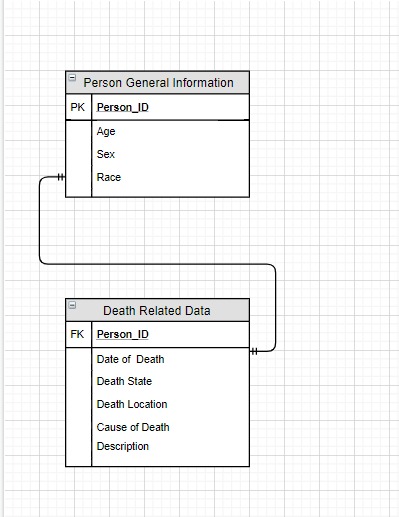 Person General Information
PK Person_ID
Age
Sex
Race
Death Related Data
FK Person_ID
Date of Death
Death State
Death Location
Cause of Death
Description